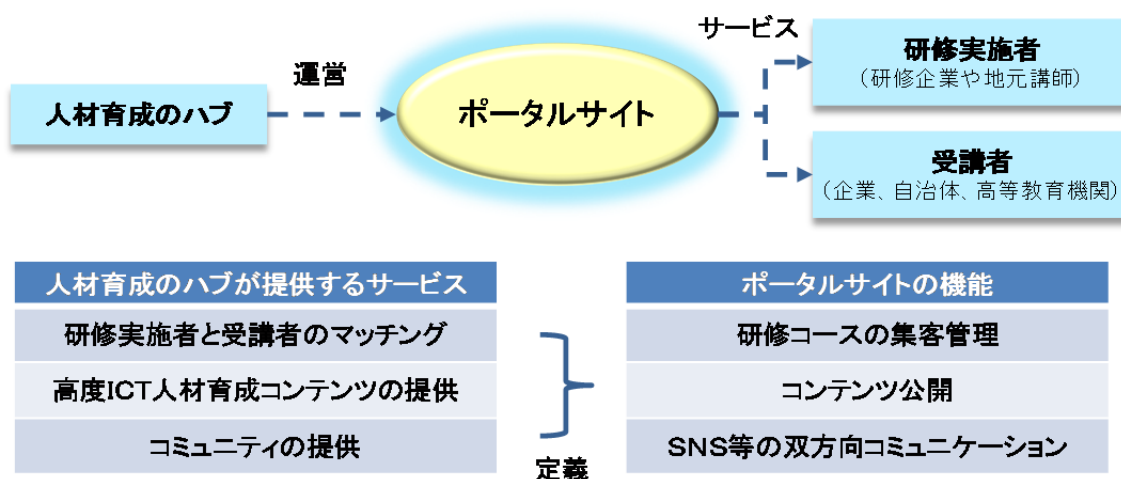 サービス
運営
人材育成のハブ
ポータルサイト
研修実施者
（研修企業や地元講師）
受講者
（企業、自治体、高等教育機関）
人材育成のハブが提供するサービス
研修実施者と受講者のマッチング
高度ICT人材育成コンテンツの提供
コミュニティの提供
定義
ポータルサイトの機能
研修コースの集客管理
コンテンツ公開
SNS等の双方向コミュニケーション